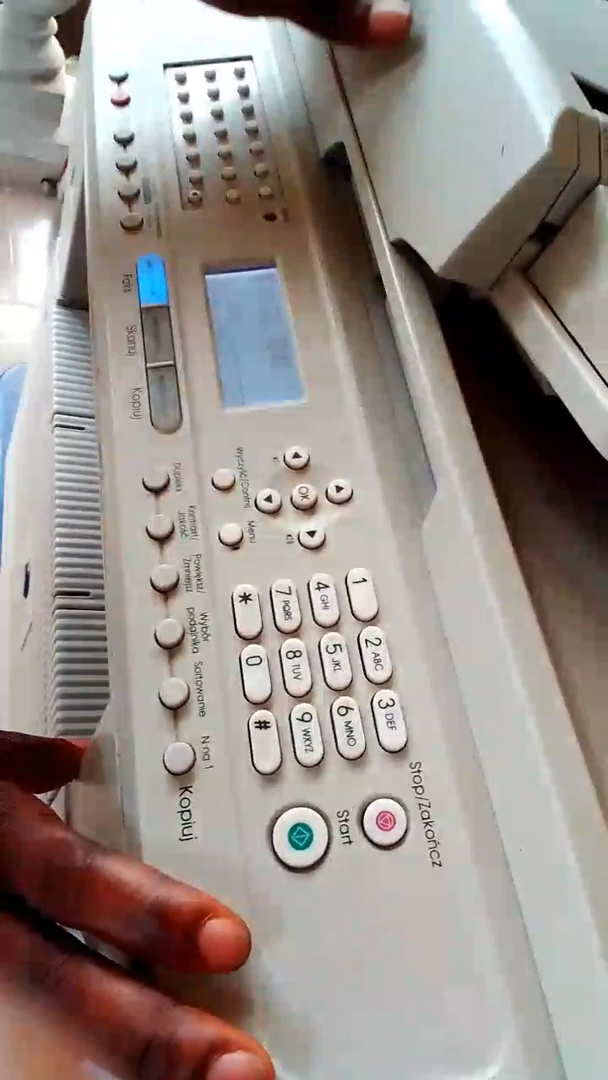 Faks
Skanuj
Kopiuj
Dupleks
Kontrast/
Jakość
Powiększ/
Zmniejsz
Wybór
podajnika
Sortowanie
N na 1
Kopiuj
Wyczyść/
Menu
OK
1
2 ABC
3 DEF
4 GHI
5 JKL
6 MNO
7 PQRS
8 TUV
9 WXYZ
*
0
#
Stop/Zakończ
Start